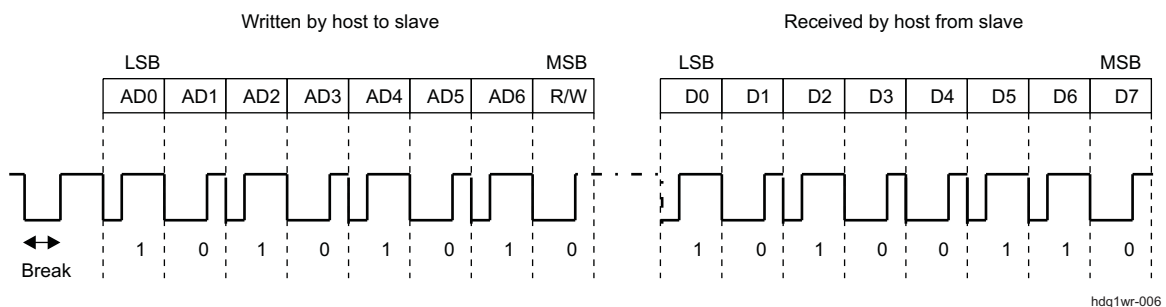 Written by host to slave Received by host from slave
LSB MSB LSB MSB
AD0 AD1 AD2 AD3 AD4 AD5 AD6 R/W D0 D1 D2 D3 D4 D5 D6 D7
1 0 1 0 1 0 1 0 1 0 1 0 0 1 1 0
Break
hdq1wr-006